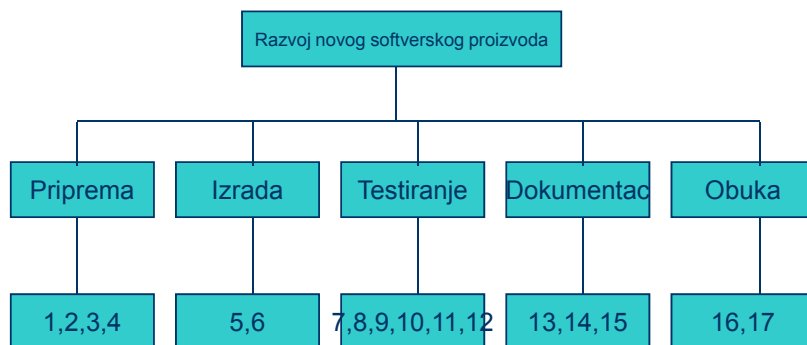 Razvoj novog softverskog proizvoda
Priprema
Izrada
Testiranje
Dokumentac
Obuka
1,2,3,4
5,6
7,8,9,10,11,12
13,14,15
16,17